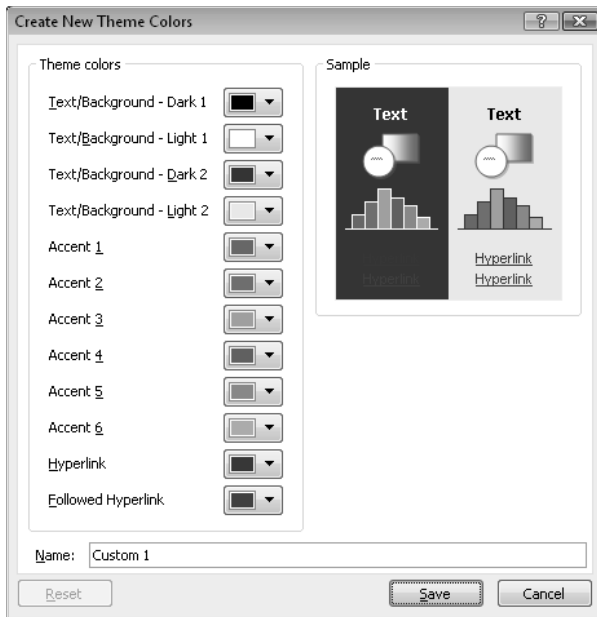 Create New Theme Colors
Theme colors
Text/Background - Dark 1
Text/Background - Light 1
Text/Background - Dark 2
Text/Background - Light 2
Accent 1
Accent 2
Accent 3
Accent 4
Accent 5
Accent 6
Hyperlink
Followed Hyperlink
Sample
Text Text
Hyperlink Hyperlink
Hyperlink Hyperlink
Name: Custom 1
Reset Save Cancel